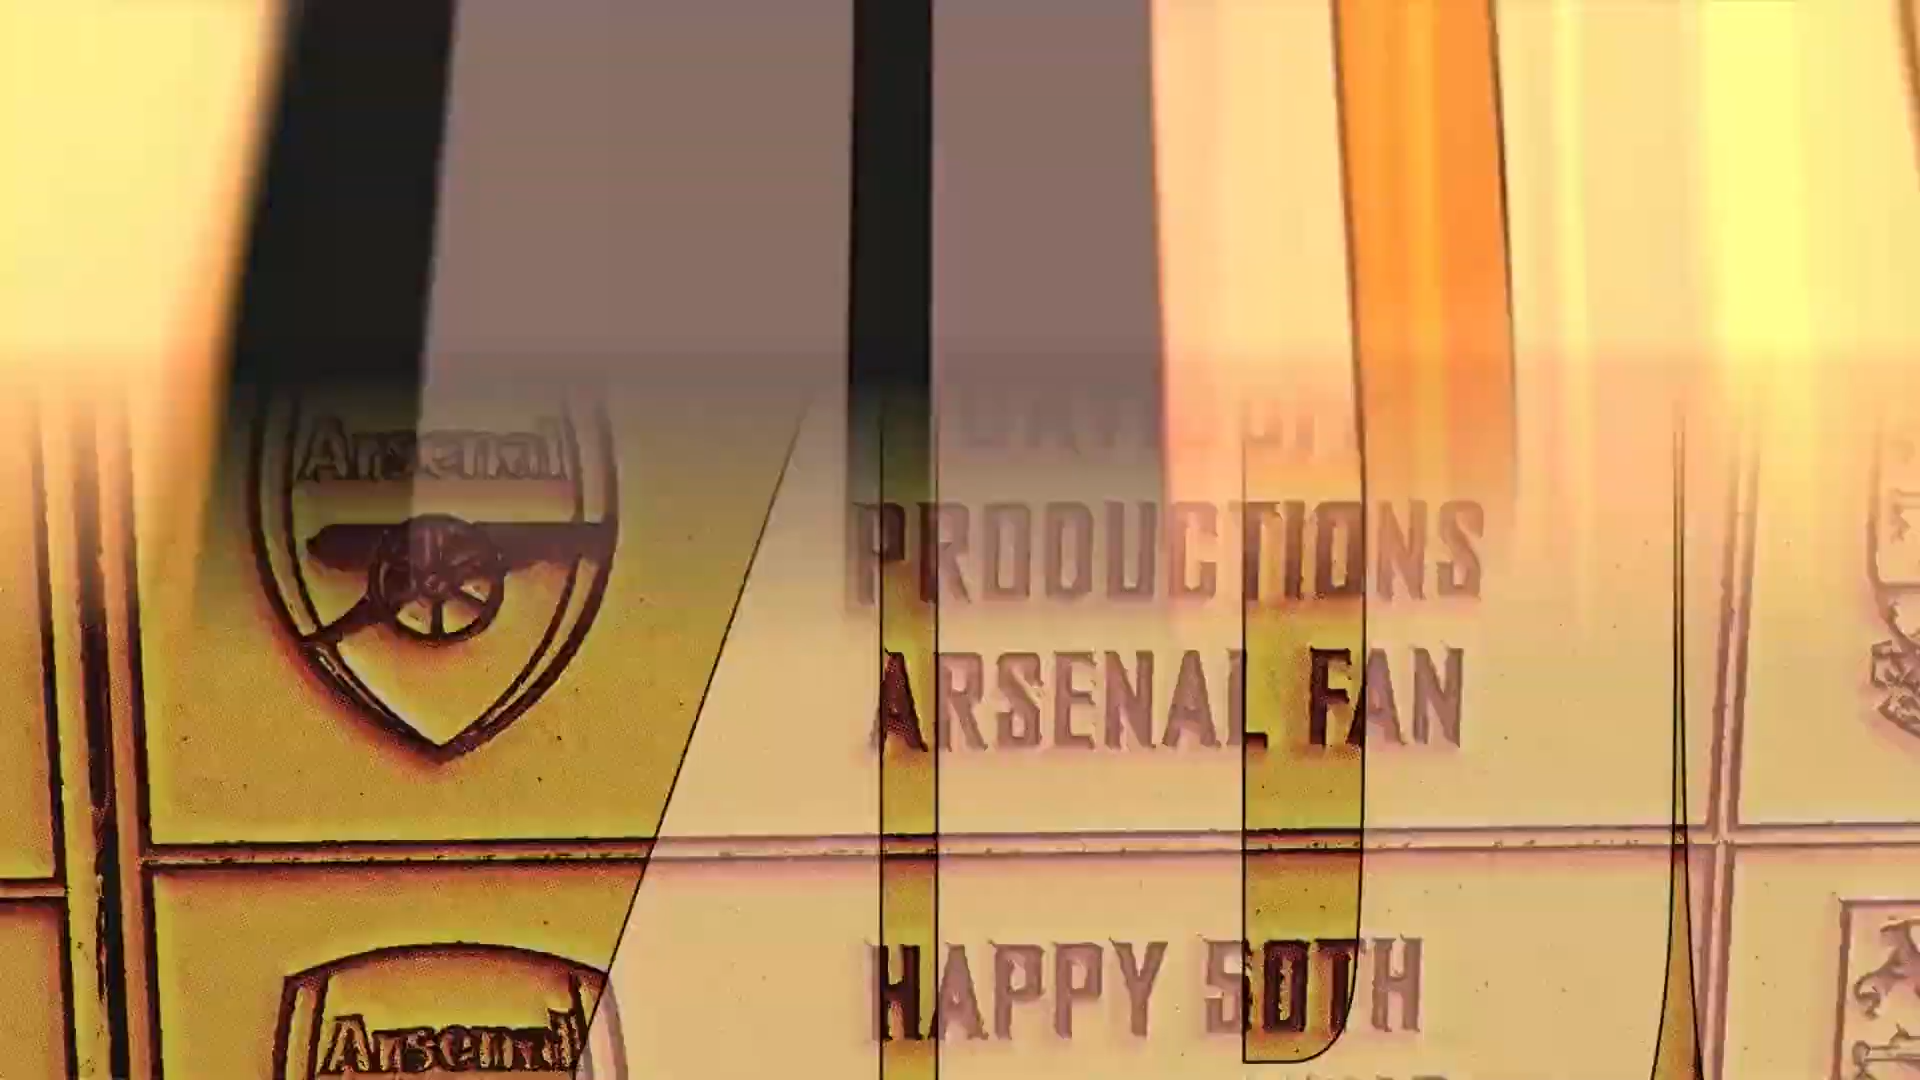 Arsenal
PRODUCTIONS
ARSENAL FAN
HAPPY 50TH
Arsenal